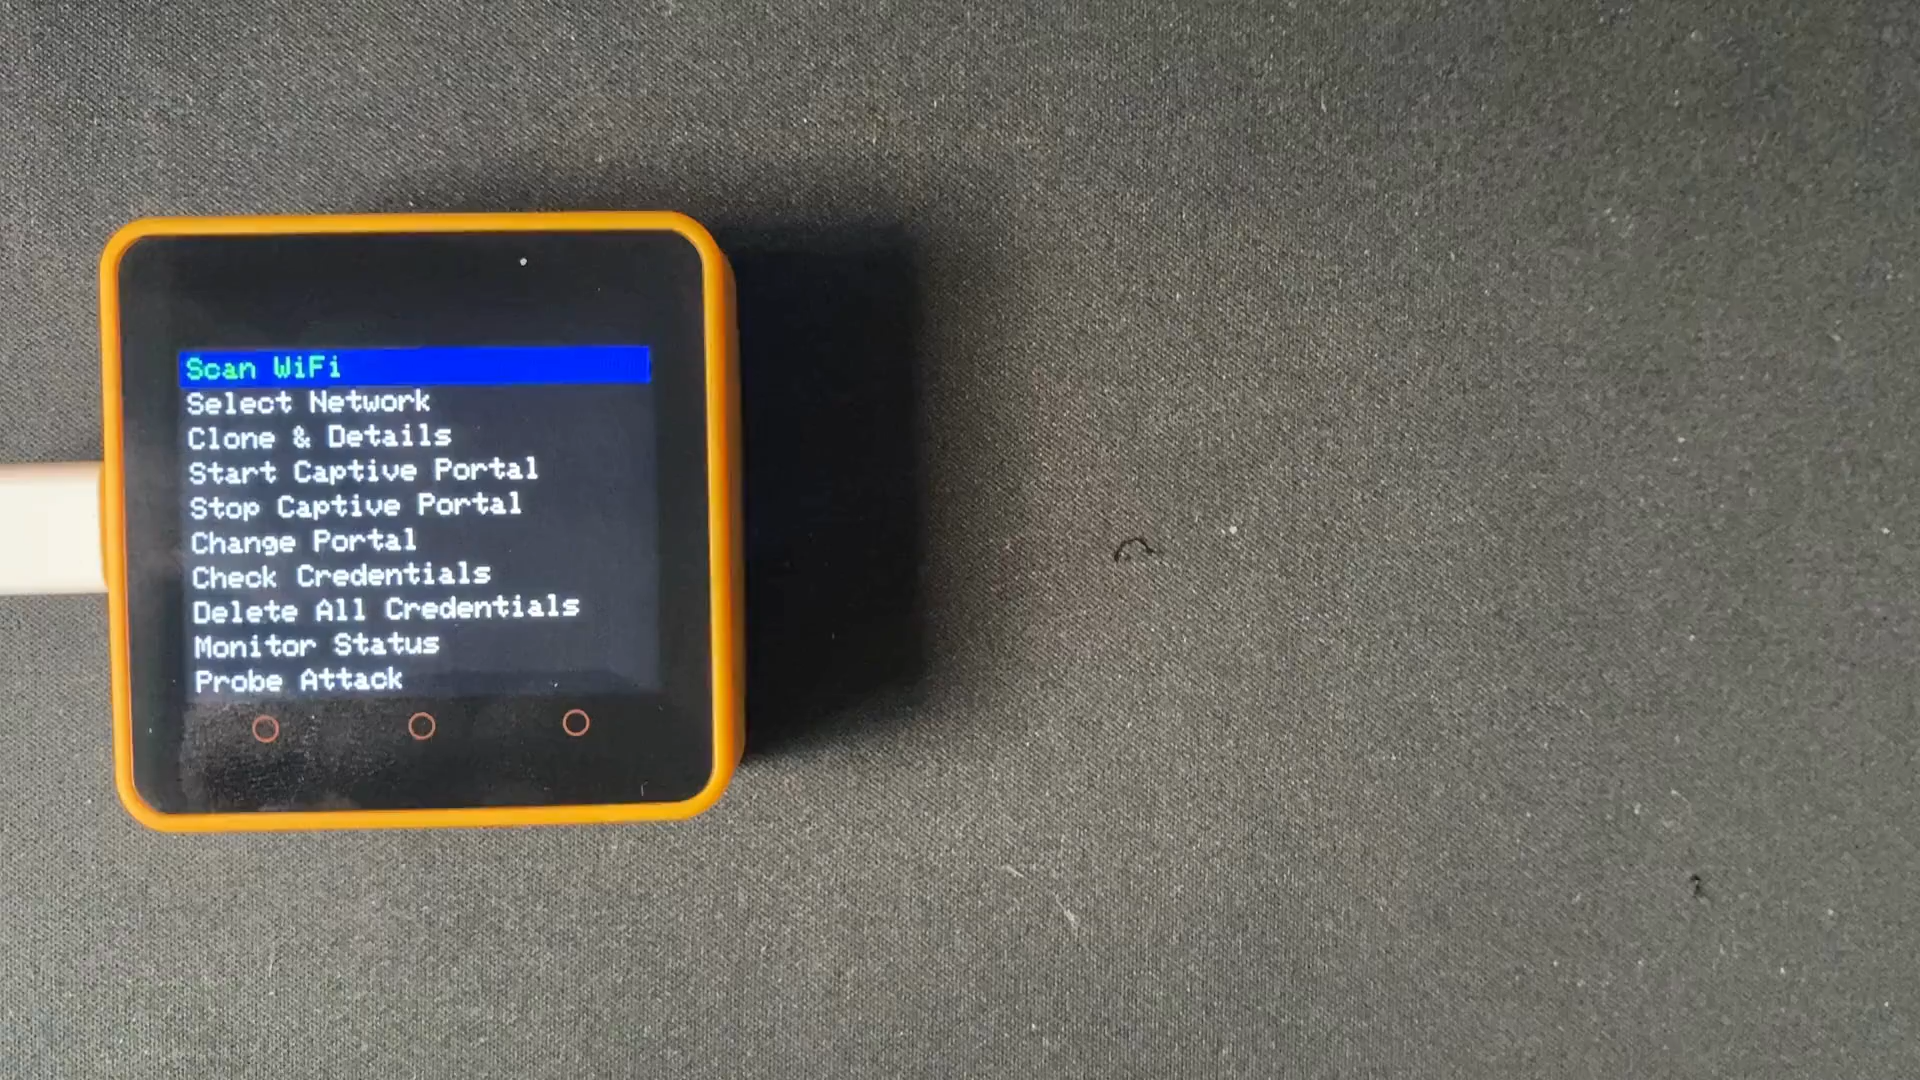 Scan WiFi
Select Network
Clone & Details
Start Captive Portal
Stop Captive Portal
Change Portal
Check Credentials
Delete All Credentials
Monitor Status
Probe Attack